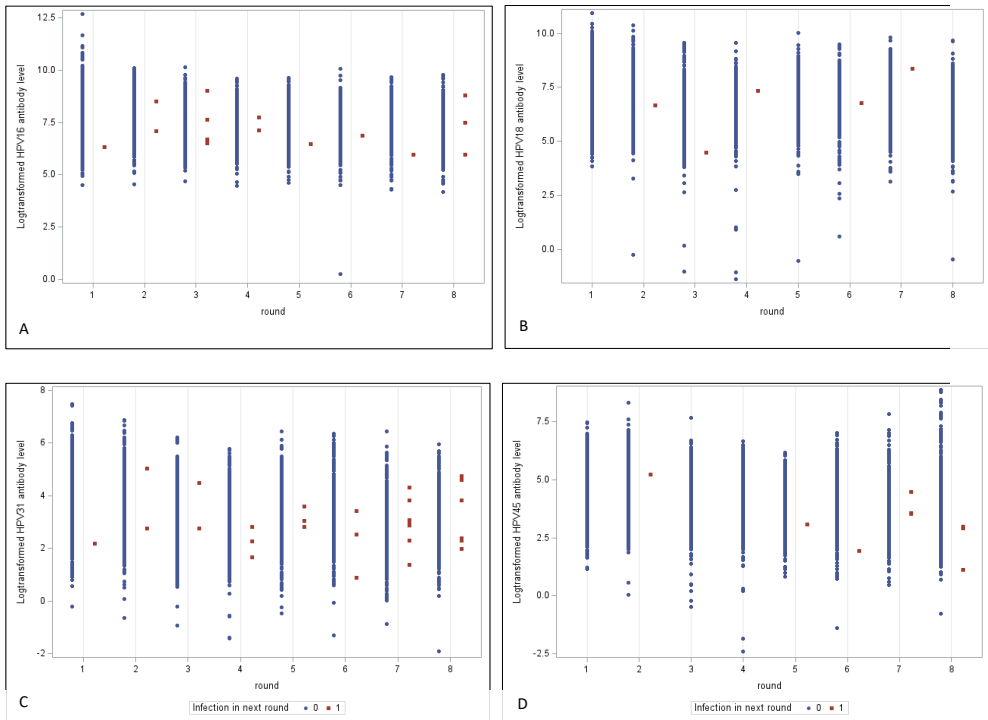 Logtransformed HPV16 antibody level
12.5
10.0
7.5
5.0
2.5
0.0
1 2 3 4 5 6 7 8
round
A
Logtransformed HPV18 antibody level
10.0
7.5
5.0
2.5
0.0
1 2 3 4 5 6 7 8
round
B
Logtransformed HPV31 antibody level
8
6
4
2
0
-2
1 2 3 4 5 6 7 8
round
C
Infection in next round 0 1
Logtransformed HPV45 antibody level
7.5
5.0
2.5
0.0
-2.5
1 2 3 4 5 6 7 8
round
D
Infection in next round 0 1